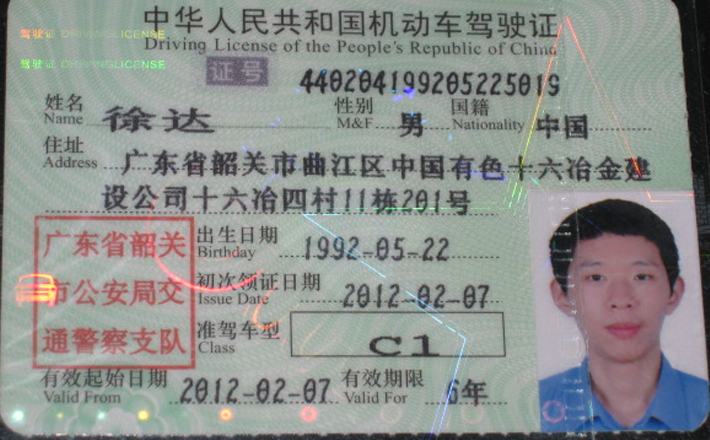 驾驶证 DRIVINGLICENSE
驾驶证 DRIVINGLICENSE
中华人民共和国机动车驾驶证
Driving License of the People's Republic of China
证号 440204199205225019
姓名 Name 徐达 性别 M&F 男 国籍 Nationality 中国
住址 Address 广东省韶关市曲江区中国有色十六冶金建
设公司十六冶四村11栋201号
广东省韶关
市公安局交
通警察支队
出生日期 Birthday 1992-05-22
初次领证日期 Issue Date 2012-02-07
准驾车型 Class C1
有效起始日期 Valid From 2012-02-07 有效期限 Valid For 6年